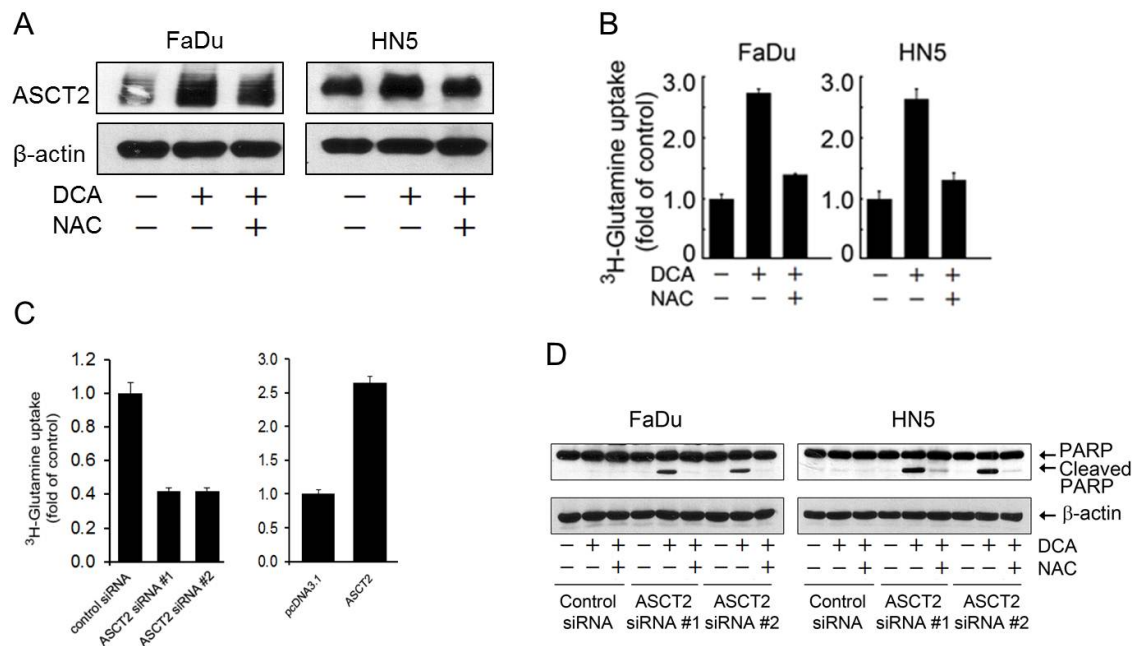 A
FaDu HN5
ASCT2
β-actin
DCA − + + − + +
NAC − − + − − +
B
FaDu HN5
³H-Glutamine uptake
(fold of control)
3.0 3.0
2.0 2.0
1.0 1.0
0 0
DCA − + + − + +
NAC − − + − − +
C
³H-Glutamine uptake
(fold of control)
1.2
1.0
0.8
0.6
0.4
0.2
0.0
control siRNA
ASCT2 siRNA #1
ASCT2 siRNA #2
3.0
2.5
2.0
1.5
1.0
0.5
0.0
pcDNA3.1
ASCT2
D
FaDu HN5
←PARP
←Cleaved
PARP
← β-actin
− + + − + + − + + − + + − + + − + + DCA
− − + − − + − − + − − + − − + − − + NAC
Control ASCT2 ASCT2 Control ASCT2 ASCT2
siRNA siRNA #1 siRNA #2 siRNA siRNA #1 siRNA #2